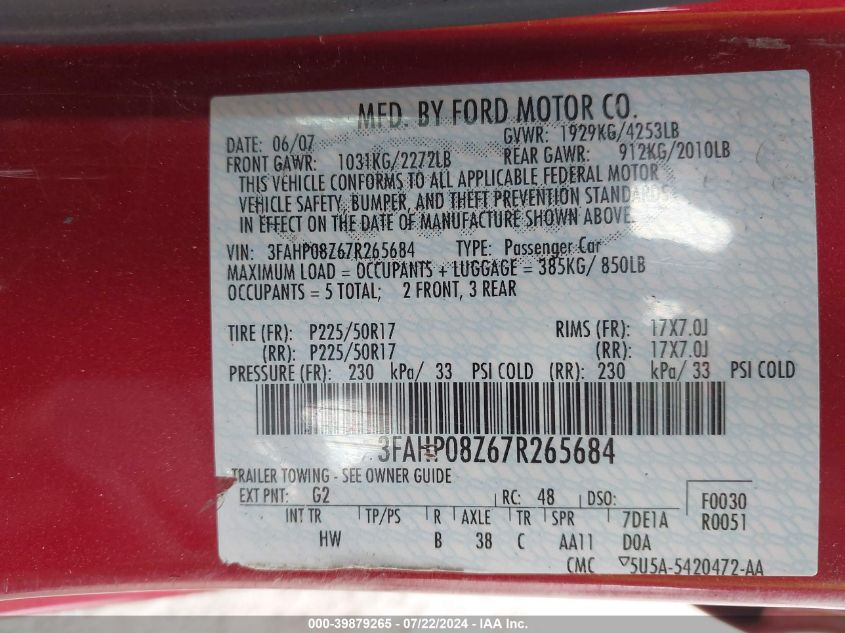 MFD. BY FORD MOTOR CO.
DATE: 06/07 GVWR: 1929KG/4253LB
FRONT GAWR: 1031KG/2272LB REAR GAWR: 912KG/2010LB
THIS VEHICLE CONFORMS TO ALL APPLICABLE FEDERAL MOTOR
VEHICLE SAFETY, BUMPER, AND THEFT PREVENTION STANDARDS
IN EFFECT ON THE DATE OF MANUFACTURE SHOWN ABOVE.
VIN: 3FAHP08Z67R265684 TYPE: Passenger Car
MAXIMUM LOAD = OCCUPANTS + LUGGAGE = 385KG/ 850LB
OCCUPANTS = 5 TOTAL; 2 FRONT, 3 REAR
TIRE (FR): P225/50R17 RIMS (FR): 17X7.0J
(RR): P225/50R17 (RR): 17X7.0J
PRESSURE (FR): 230 kPa/ 33 PSI COLD (RR): 230 kPa/ 33 PSI COLD
3FAHP08Z67R265684
TRAILER TOWING - SEE OWNER GUIDE
EXT PNT: G2 RC: 48 DSO: F0030
INT TR TP/PS R AXLE TR SPR 7DE1A R0051
HW B 38 C AA11 D0A
CMC ▽5U5A-5420472-AA
000-39879265 - 07/22/2024 - IAA Inc.